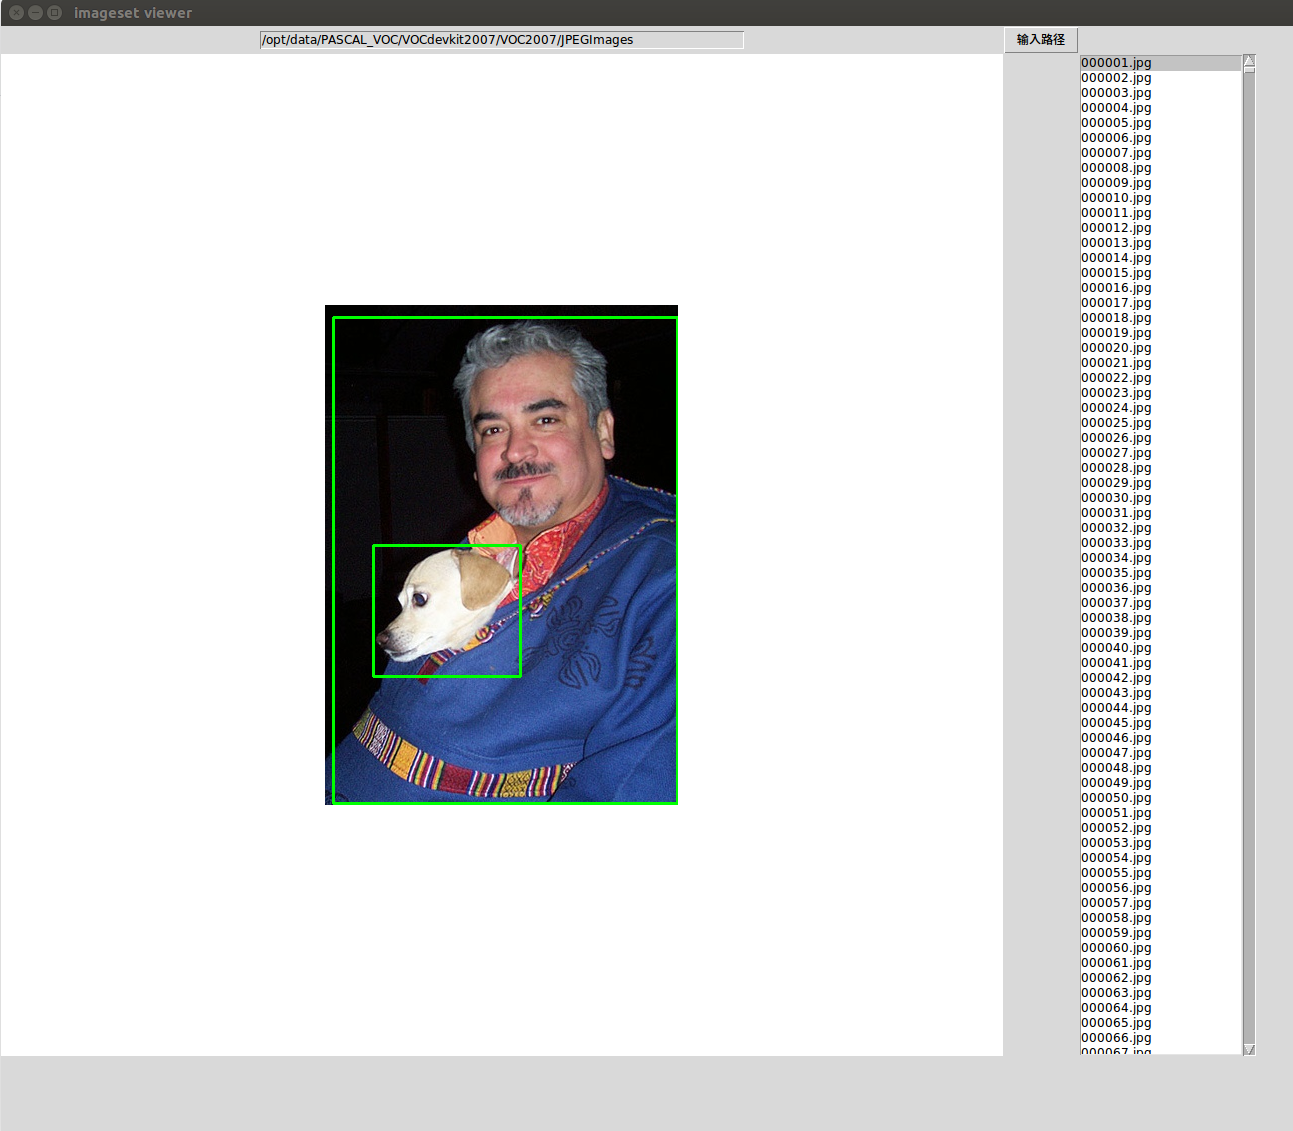 imageset viewer
/opt/data/PASCAL_VOC/VOCdevkit2007/VOC2007/JPEGImages
输入路径
000001.jpg
000002.jpg
000003.jpg
000004.jpg
000005.jpg
000006.jpg
000007.jpg
000008.jpg
000009.jpg
000010.jpg
000011.jpg
000012.jpg
000013.jpg
000014.jpg
000015.jpg
000016.jpg
000017.jpg
000018.jpg
000019.jpg
000020.jpg
000021.jpg
000022.jpg
000023.jpg
000024.jpg
000025.jpg
000026.jpg
000027.jpg
000028.jpg
000029.jpg
000030.jpg
000031.jpg
000032.jpg
000033.jpg
000034.jpg
000035.jpg
000036.jpg
000037.jpg
000038.jpg
000039.jpg
000040.jpg
000041.jpg
000042.jpg
000043.jpg
000044.jpg
000045.jpg
000046.jpg
000047.jpg
000048.jpg
000049.jpg
000050.jpg
000051.jpg
000052.jpg
000053.jpg
000054.jpg
000055.jpg
000056.jpg
000057.jpg
000058.jpg
000059.jpg
000060.jpg
000061.jpg
000062.jpg
000063.jpg
000064.jpg
000065.jpg
000066.jpg
000067.jpg